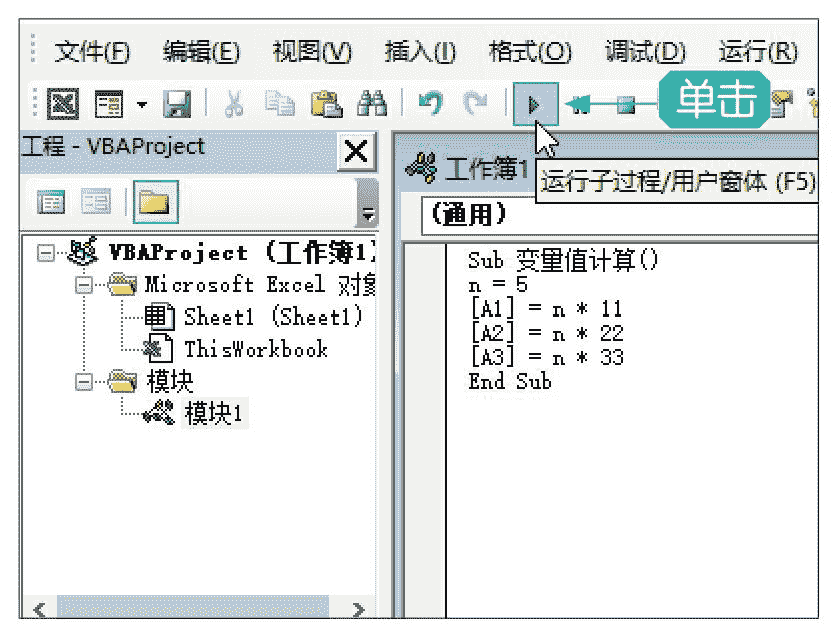 文件(F) 编辑(E) 视图(V) 插入(I) 格式(O) 调试(D) 运行(R)
单击
工程 - VBAProject
工作簿1
运行子过程/用户窗体 (F5)
(通用)
VBAProject (工作簿1)
Microsoft Excel 对象
Sheet1 (Sheet1)
ThisWorkbook
模块
模块1
Sub 变量值计算()
n = 5
[A1] = n * 11
[A2] = n * 22
[A3] = n * 33
End Sub